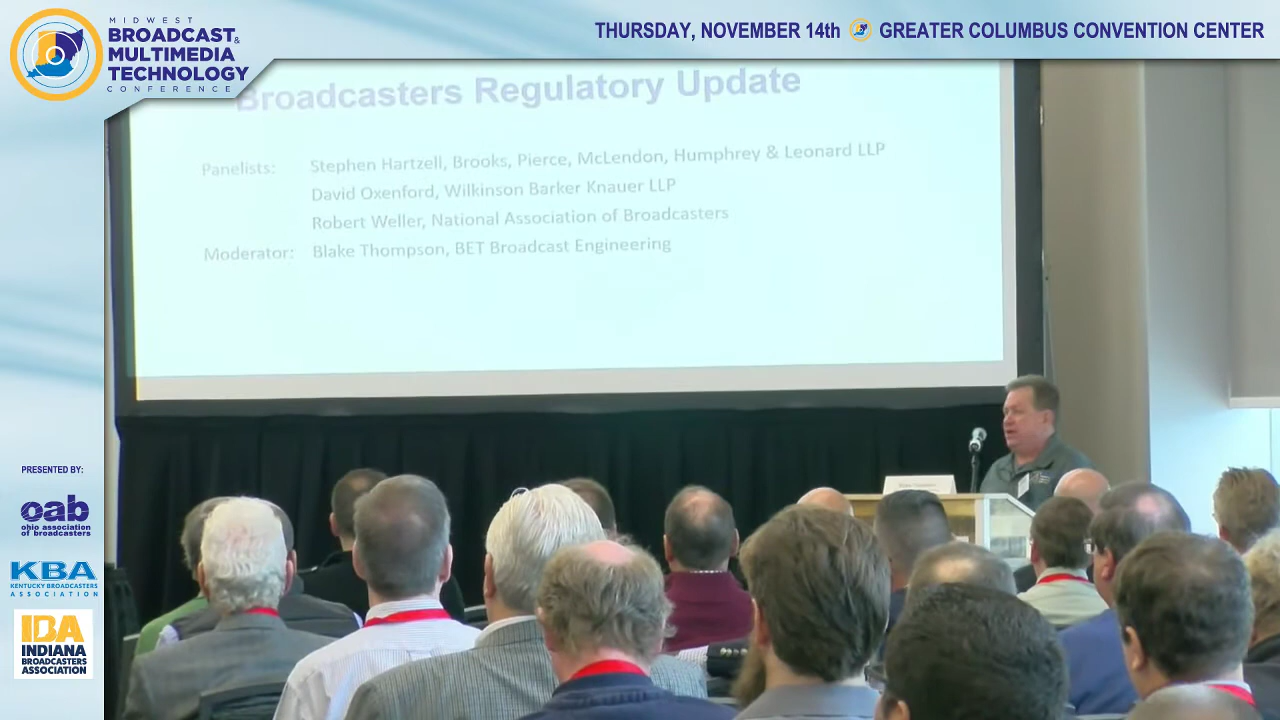 MIDWEST
BROADCAST &
MULTIMEDIA
TECHNOLOGY
CONFERENCE
THURSDAY, NOVEMBER 14th GREATER COLUMBUS CONVENTION CENTER
Broadcasters Regulatory Update
Panelists: Stephen Hartzell, Brooks, Pierce, McLendon, Humphrey & Leonard LLP
David Oxenford, Wilkinson Barker Knauer LLP
Robert Weller, National Association of Broadcasters
Moderator: Blake Thompson, BET Broadcast Engineering
PRESENTED BY:
oab
ohio association
of broadcasters
KBA
KENTUCKY BROADCASTERS
ASSOCIATION
IBA
INDIANA
BROADCASTERS
ASSOCIATION